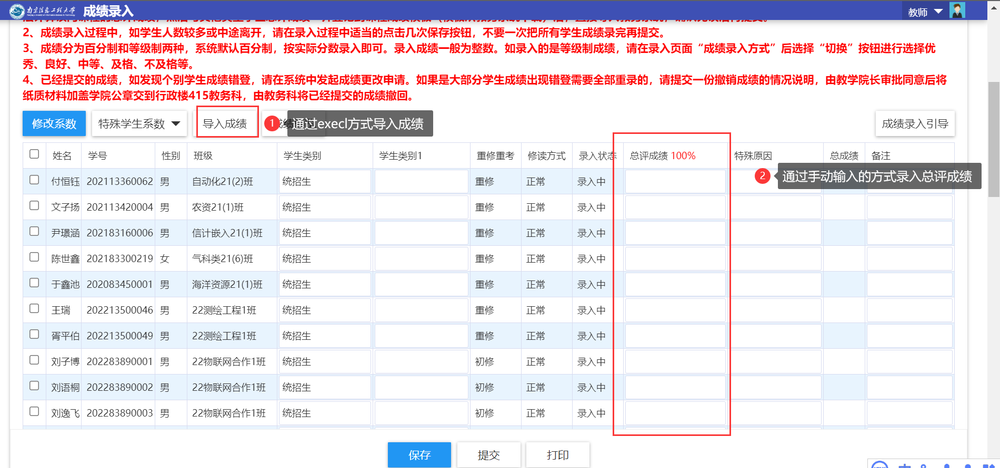 南京信息工程大学 成绩录入 教师
2、成绩录入过程中，如学生人数较多或中途离开，请在录入过程中适当的点击几次保存按钮，不要一次把所有学生成绩录完再提交。
3、成绩分为百分制和等级制两种，系统默认百分制，按实际分数录入即可。录入成绩一般为整数。如录入的是等级制成绩，请在录入页面“成绩录入方式”后选择“切换”按钮进行选择优
秀、良好、中等、及格、不及格等。
4、已经提交的成绩，如发现个别学生成绩错登，请在系统中发起成绩更改申请。如果是大部分学生成绩出现错登需要全部重录的，请提交一份撤销成绩的情况说明，由教学院长审批同意后将
纸质材料加盖学院公章交到行政楼415教务科，由教务科将已经提交的成绩撤回。
修改系数 特殊学生系数 导入成绩 1 通过execl方式导入成绩 成绩录入引导
姓名 学号 性别 班级 学生类别 学生类别1 重修重考 修读方式 录入状态 总评成绩 100% 特殊原因 总成绩 备注
2 通过手动输入的方式录入总评成绩
付恒钰 202113360062 男 自动化21(2)班 统招生 重修 正常 录入中
文子扬 202113420004 男 农资21(1)班 统招生 重修 正常 录入中
尹璟涵 202183160006 男 信计嵌入21(1)班 统招生 重修 正常 录入中
陈世鑫 202183300219 女 气科类21(6)班 统招生 重修 正常 录入中
于鑫池 202083450001 男 海洋资源21(1)班 统招生 重修 正常 录入中
王瑞 202213500046 男 22测绘工程1班 统招生 重修 正常 录入中
胥平伯 202213500049 男 22测绘工程1班 统招生 重修 正常 录入中
刘子博 202283890001 男 22物联网合作1班 统招生 初修 正常 录入中
刘语桐 202283890002 男 22物联网合作1班 统招生 初修 正常 录入中
刘逸飞 202283890003 男 22物联网合作1班 统招生 初修 正常 录入中
保存 提交 打印